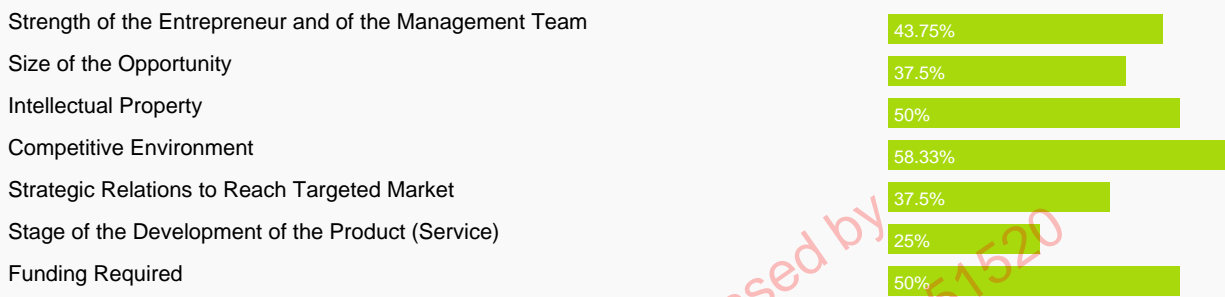 Strength of the Entrepreneur and of the Management Team 43.75%
Size of the Opportunity 37.5%
Intellectual Property 50%
Competitive Environment 58.33%
Strategic Relations to Reach Targeted Market 37.5%
Stage of the Development of the Product (Service) 25%
Funding Required 50%
by
51520